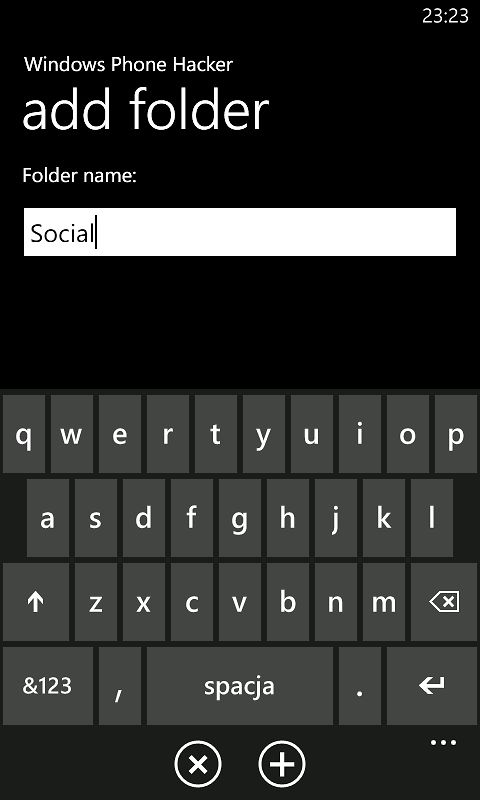 23:23
Windows Phone Hacker
add folder
Folder name:
Social
q w e r t y u i o p
a s d f g h j k l
z x c v b n m
&123 , spacja .